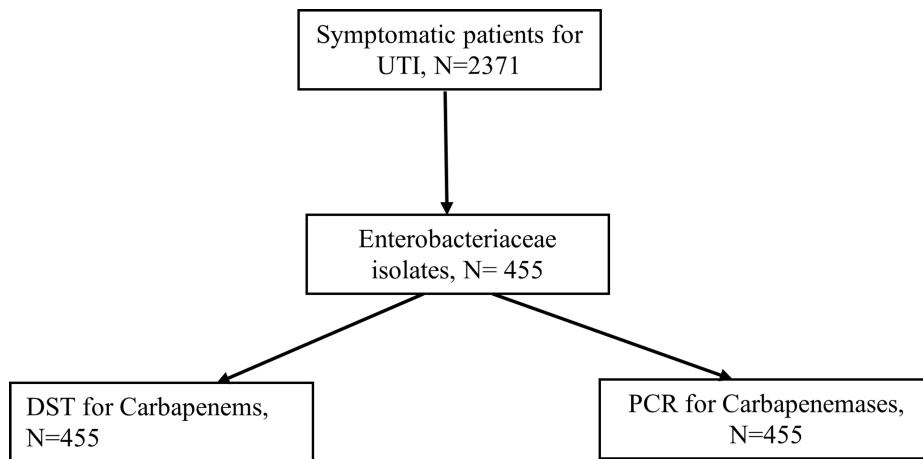 Symptomatic patients for
UTI, N=2371
Enterobacteriaceae
isolates, N= 455
DST for Carbapenems,
N=455
PCR for Carbapenemases,
N=455